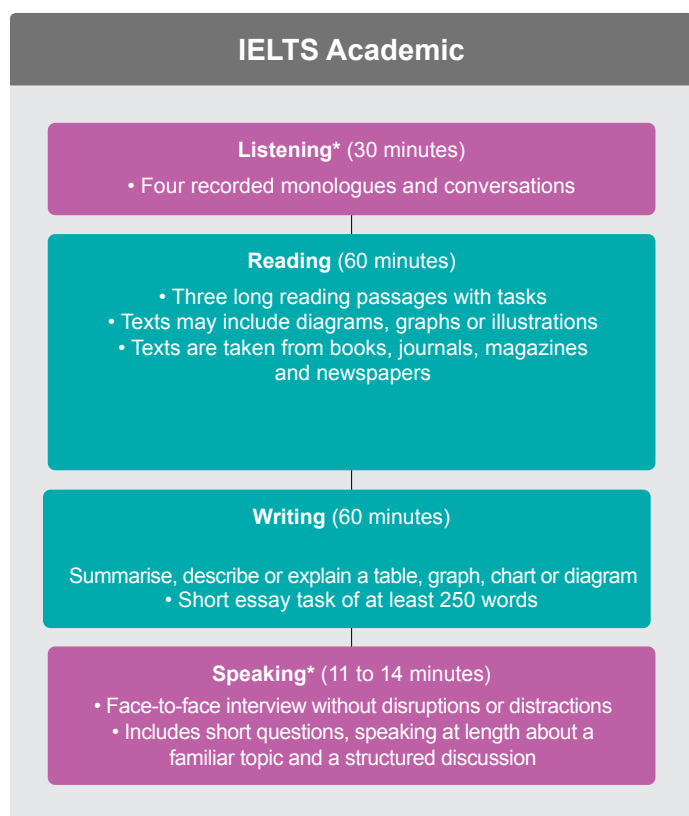 IELTS Academic
Listening* (30 minutes)
• Four recorded monologues and conversations
Reading (60 minutes)
• Three long reading passages with tasks
• Texts may include diagrams, graphs or illustrations
• Texts are taken from books, journals, magazines
and newspapers
Writing (60 minutes)
Summarise, describe or explain a table, graph, chart or diagram
• Short essay task of at least 250 words
Speaking* (11 to 14 minutes)
• Face-to-face interview without disruptions or distractions
• Includes short questions, speaking at length about a
familiar topic and a structured discussion